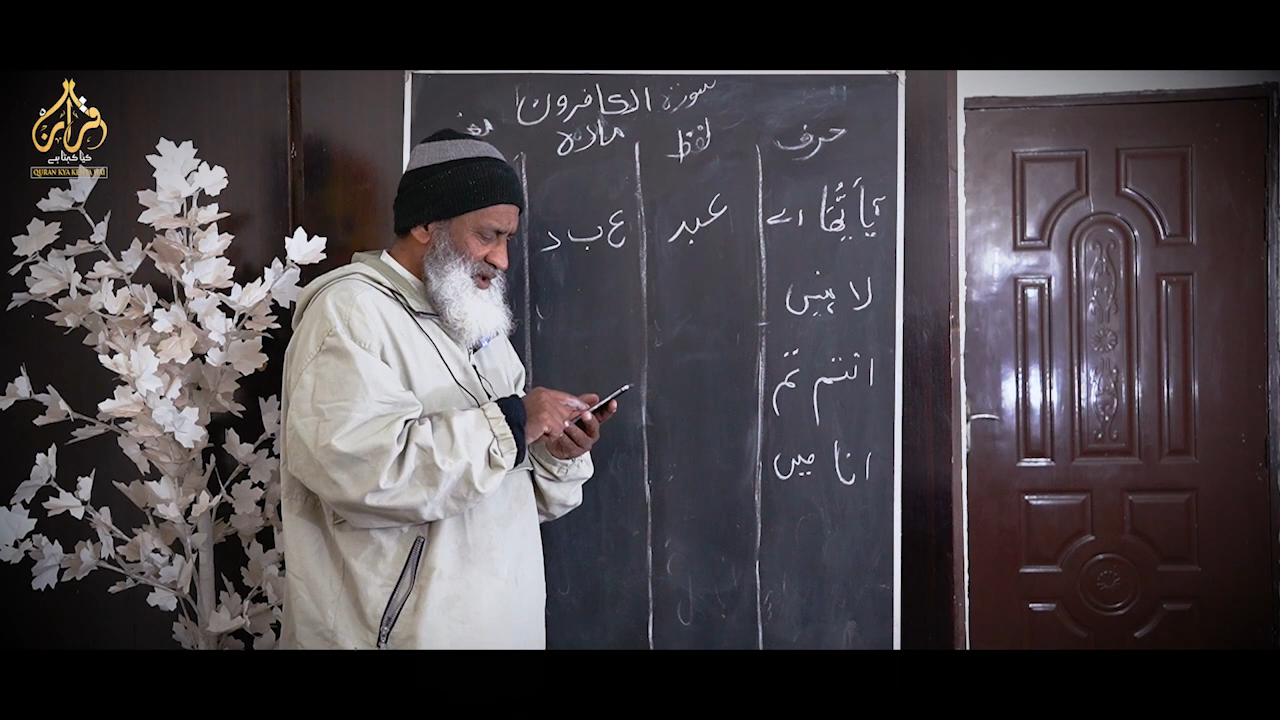 قرآن
کیا کہتا ہے
QURAN KYA KEHTA HAI
سورۃ الکافرون
حرف لفظ مادہ
یٰاَیُّھَا اے عبد ع ب د
لا نہیں
انتم تم
انا میں